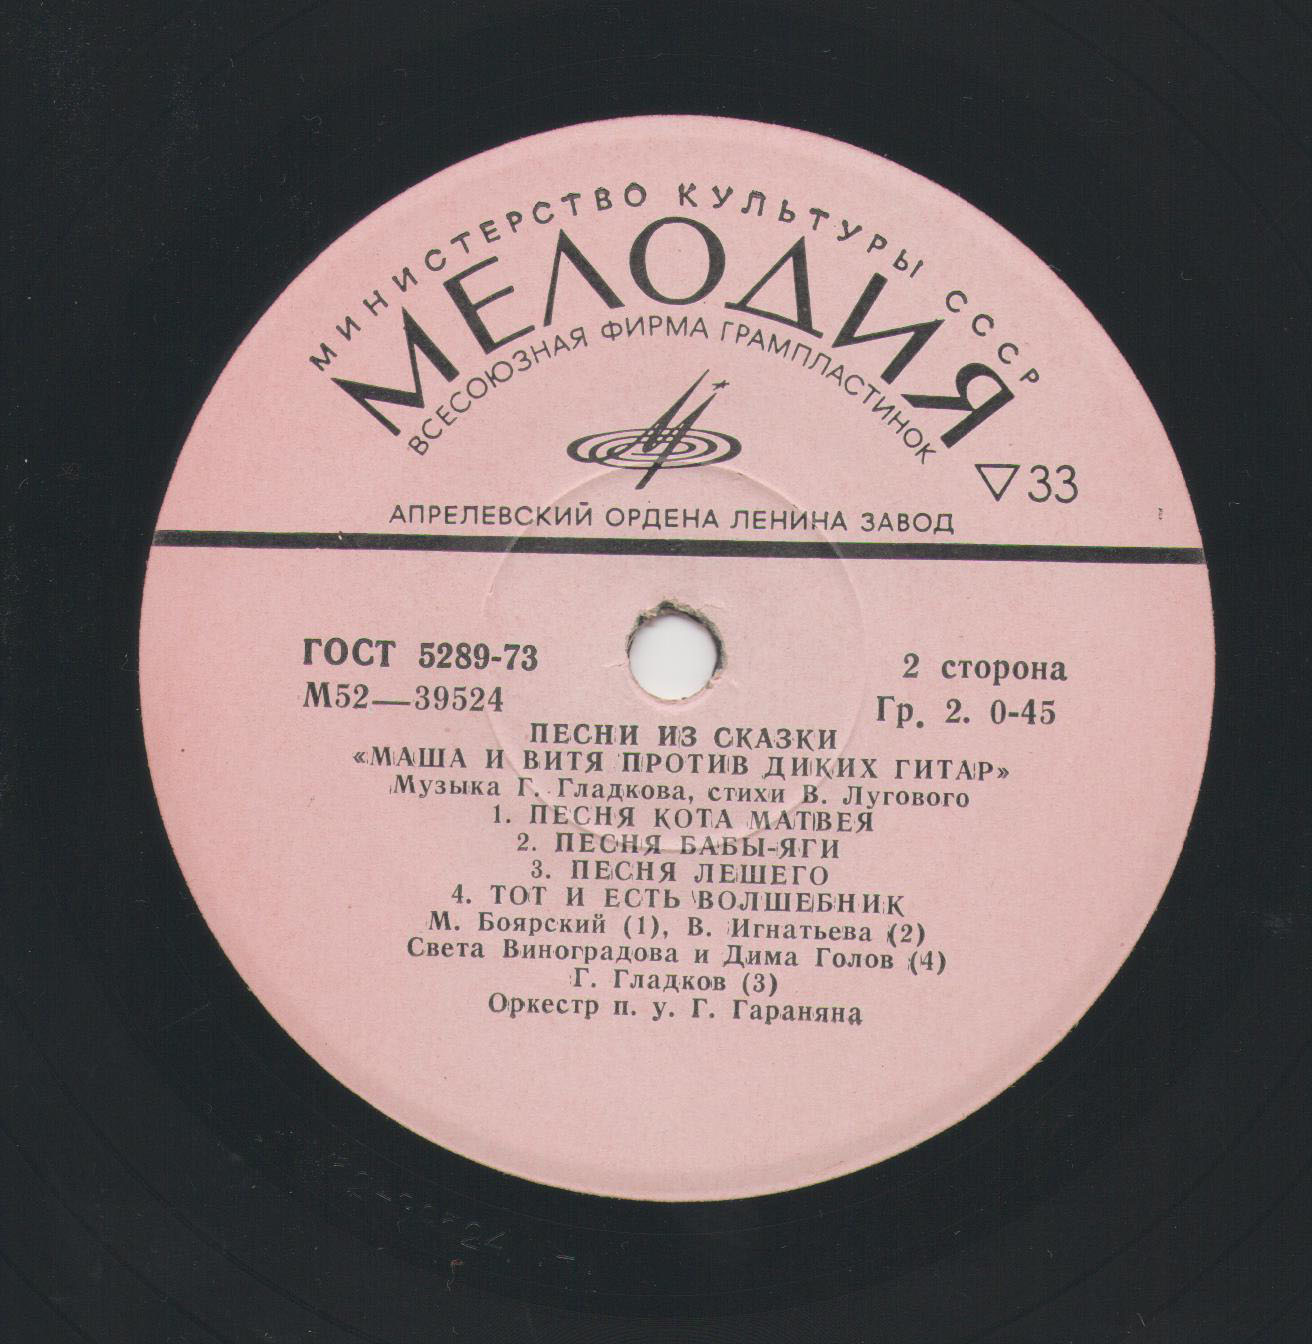 МИНИСТЕРСТВО КУЛЬТУРЫ СССР
МЕЛОДИЯ
ВСЕСОЮЗНАЯ ФИРМА ГРАМПЛАСТИНОК
33
АПРЕЛЕВСКИЙ ОРДЕНА ЛЕНИНА ЗАВОД
ГОСТ 5289-73
М52—39524
2 сторона
Гр. 2. 0-45
ПЕСНИ ИЗ СКАЗКИ
«МАША И ВИТЯ ПРОТИВ ДИКИХ ГИТАР»
Музыка Г. Гладкова, стихи В. Лугового
1. ПЕСНЯ КОТА МАТВЕЯ
2. ПЕСНЯ БАБЫ-ЯГИ
3. ПЕСНЯ ЛЕШЕГО
4. ТОТ И ЕСТЬ ВОЛШЕБНИК
М. Боярский (1), В. Игнатьева (2)
Света Виноградова и Дима Голов (4)
Г. Гладков (3)
Оркестр п. у. Г. Гараняна